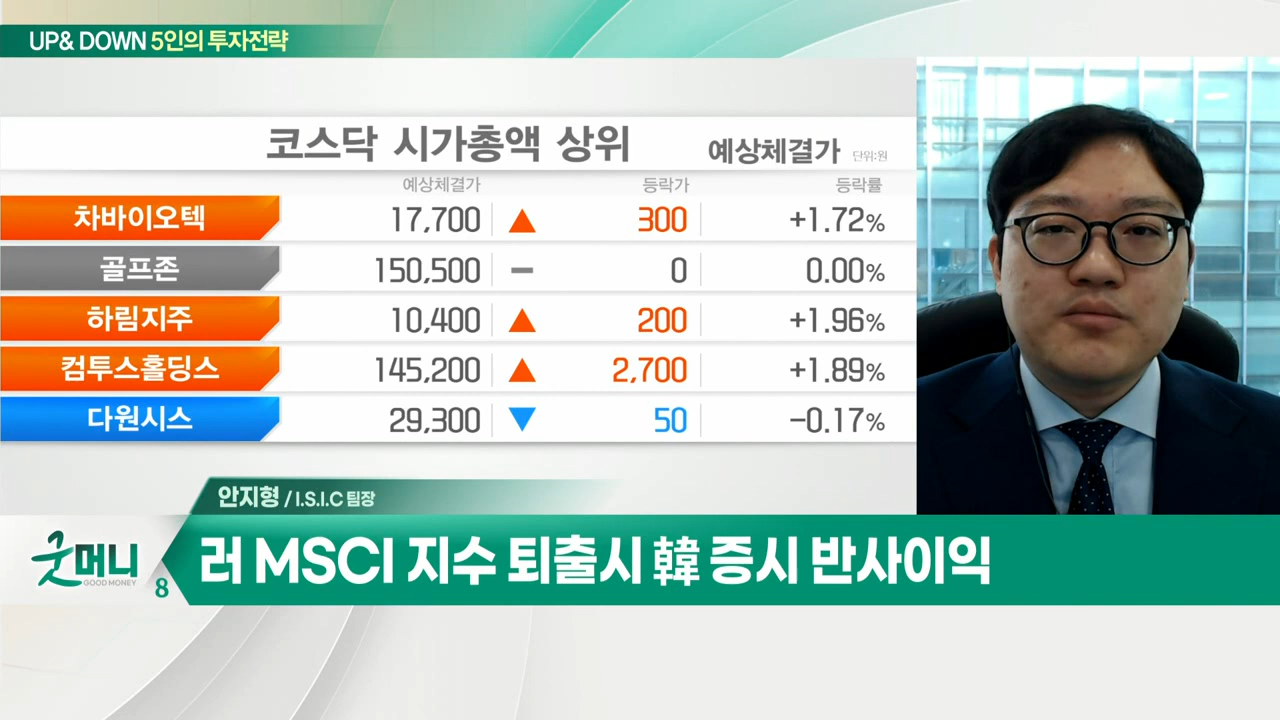 UP& DOWN 5인의 투자전략
코스닥 시가총액 상위 예상체결가 단위:원
예상체결가 등락가 등락률
차바이오텍 17,700 ▲ 300 +1.72%
골프존 150,500 － 0 0.00%
하림지주 10,400 ▲ 200 +1.96%
컴투스홀딩스 145,200 ▲ 2,700 +1.89%
다원시스 29,300 ▼ 50 -0.17%
안지형 / I.S.I.C 팀장
굿머니 GOOD MONEY 8
러 MSCI 지수 퇴출시 韓 증시 반사이익